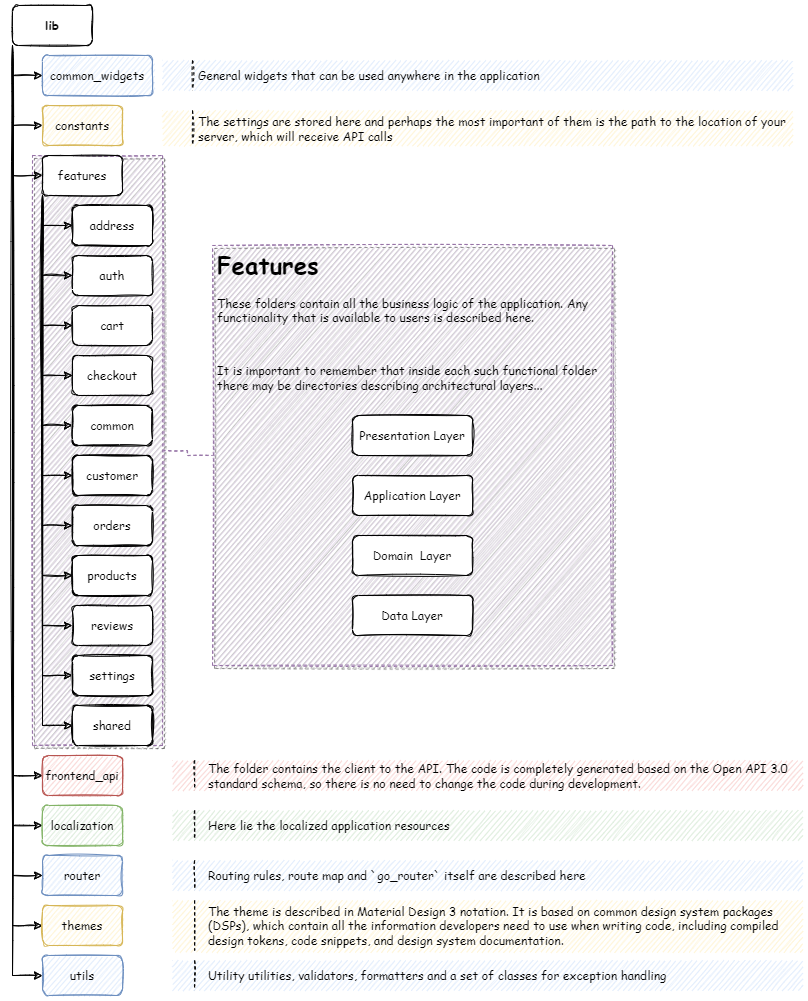 lib
common_widgets
General widgets that can be used anywhere in the application
constants
The settings are stored here and perhaps the most important of them is the path to the location of your
server, which will receive API calls
features
address
auth
cart
checkout
common
customer
orders
products
reviews
settings
shared
Features
These folders contain all the business logic of the application. Any
functionality that is available to users is described here.
It is important to remember that inside each such functional folder
there may be directories describing architectural layers...
Presentation Layer
Application Layer
Domain  Layer
Data Layer
frontend_api
The folder contains the client to the API. The code is completely generated based on the Open API 3.0
standard schema, so there is no need to change the code during development.
localization
Here lie the localized application resources
router
Routing rules, route map and `go_router` itself are described here
themes
The theme is described in Material Design 3 notation. It is based on common design system packages
(DSPs), which contain all the information developers need to use when writing code, including compiled
design tokens, code snippets, and design system documentation.
utils
Utility utilities, validators, formatters and a set of classes for exception handling